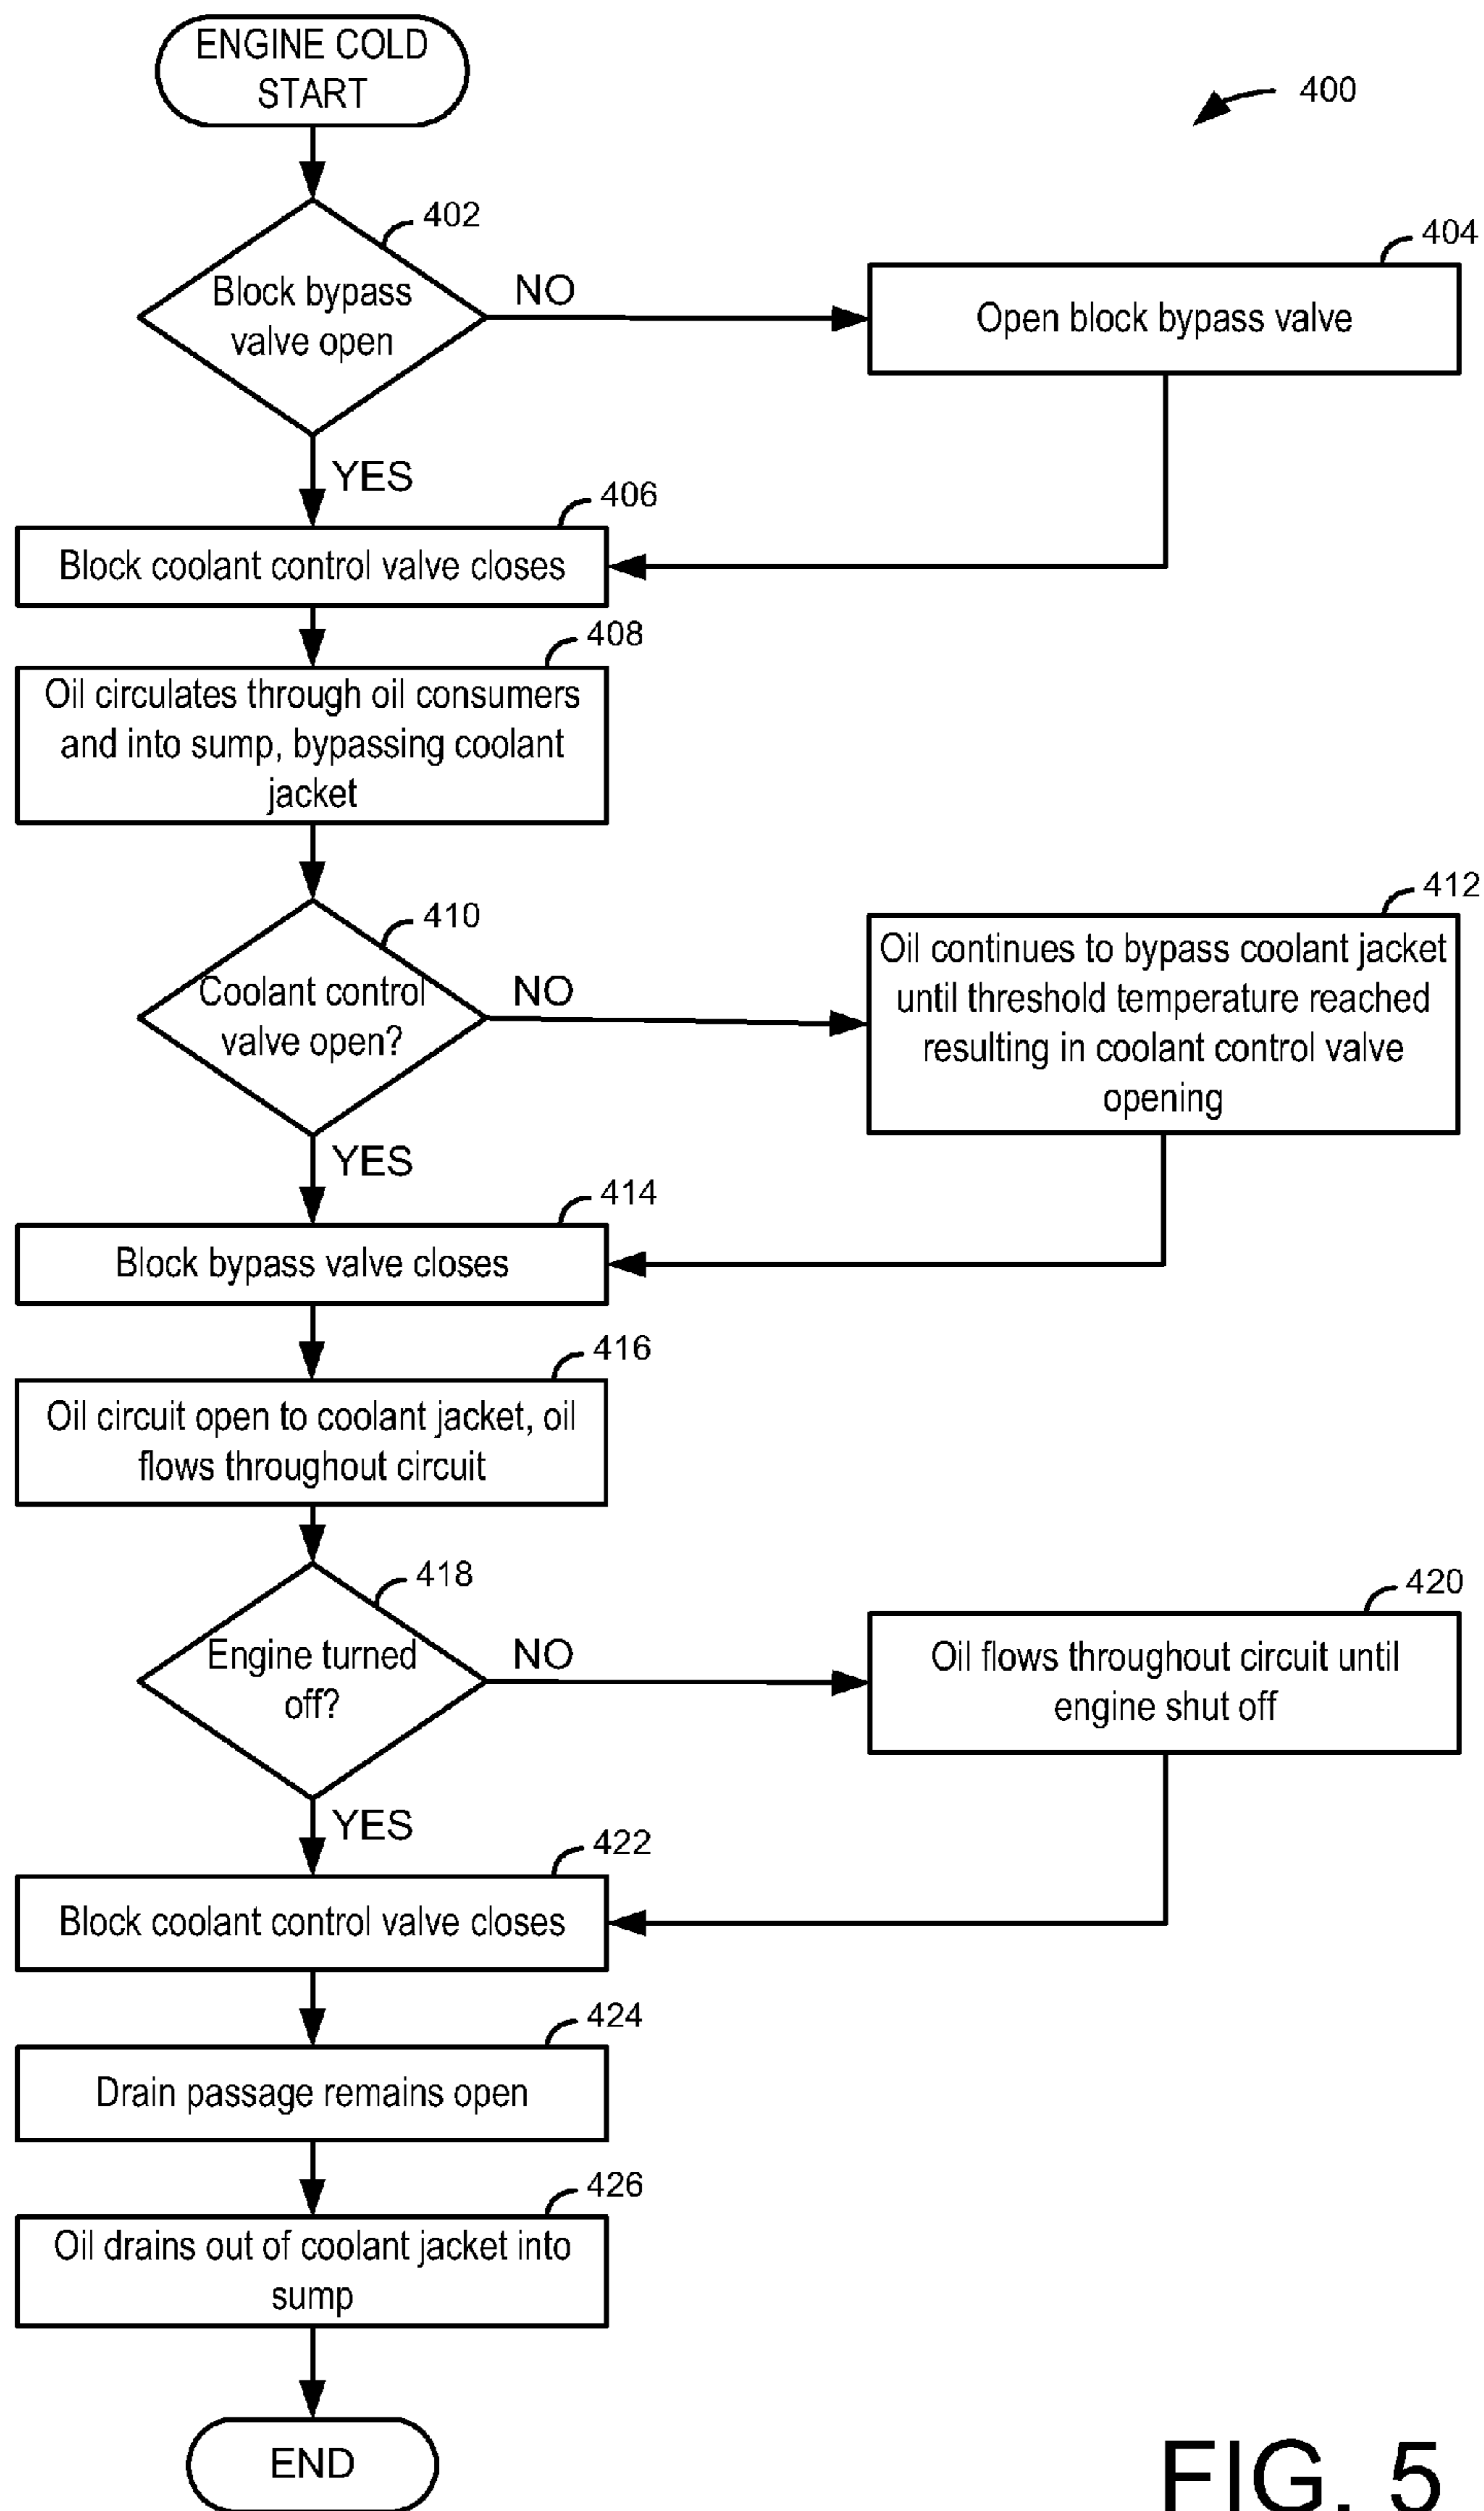 ENGINE COLD
START
400
402
Block bypass
valve open
NO
404
Open block bypass valve
YES
406
Block coolant control valve closes
408
Oil circulates through oil consumers
and into sump, bypassing coolant
jacket
410
Coolant control
valve open?
NO
412
Oil continues to bypass coolant jacket
until threshold temperature reached
resulting in coolant control valve
opening
YES
414
Block bypass valve closes
416
Oil circuit open to coolant jacket, oil
flows throughout circuit
418
Engine turned
off?
NO
420
Oil flows throughout circuit until
engine shut off
YES
422
Block coolant control valve closes
424
Drain passage remains open
426
Oil drains out of coolant jacket into
sump
END
FIG. 5